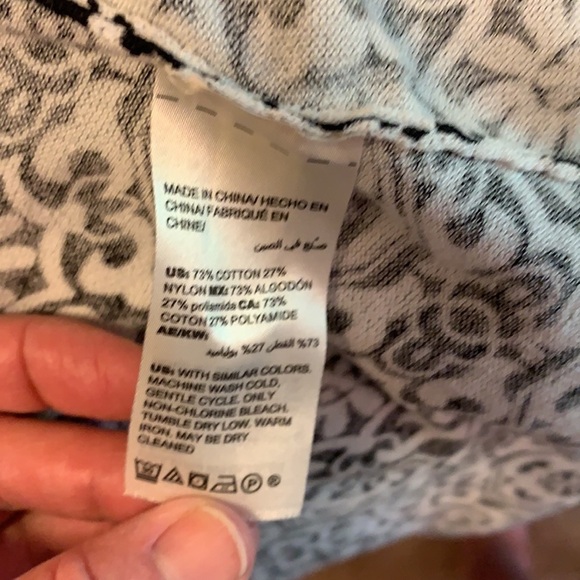 MADE IN CHINA/ HECHO EN
CHINA/ FABRIQUÉ EN
CHINE/
صنع في الصين
US: 73% COTTON 27%
NYLON MX: 73% ALGODÓN
27% poliamida CA: 73%
COTON 27% POLYAMIDE
AE/KW:
73% القطن 27%
US: WITH SIMILAR COLORS.
MACHINE WASH COLD,
GENTLE CYCLE. ONLY
NON-CHLORINE BLEACH.
TUMBLE DRY LOW. WARM
IRON. MAY BE DRY
CLEANED
P